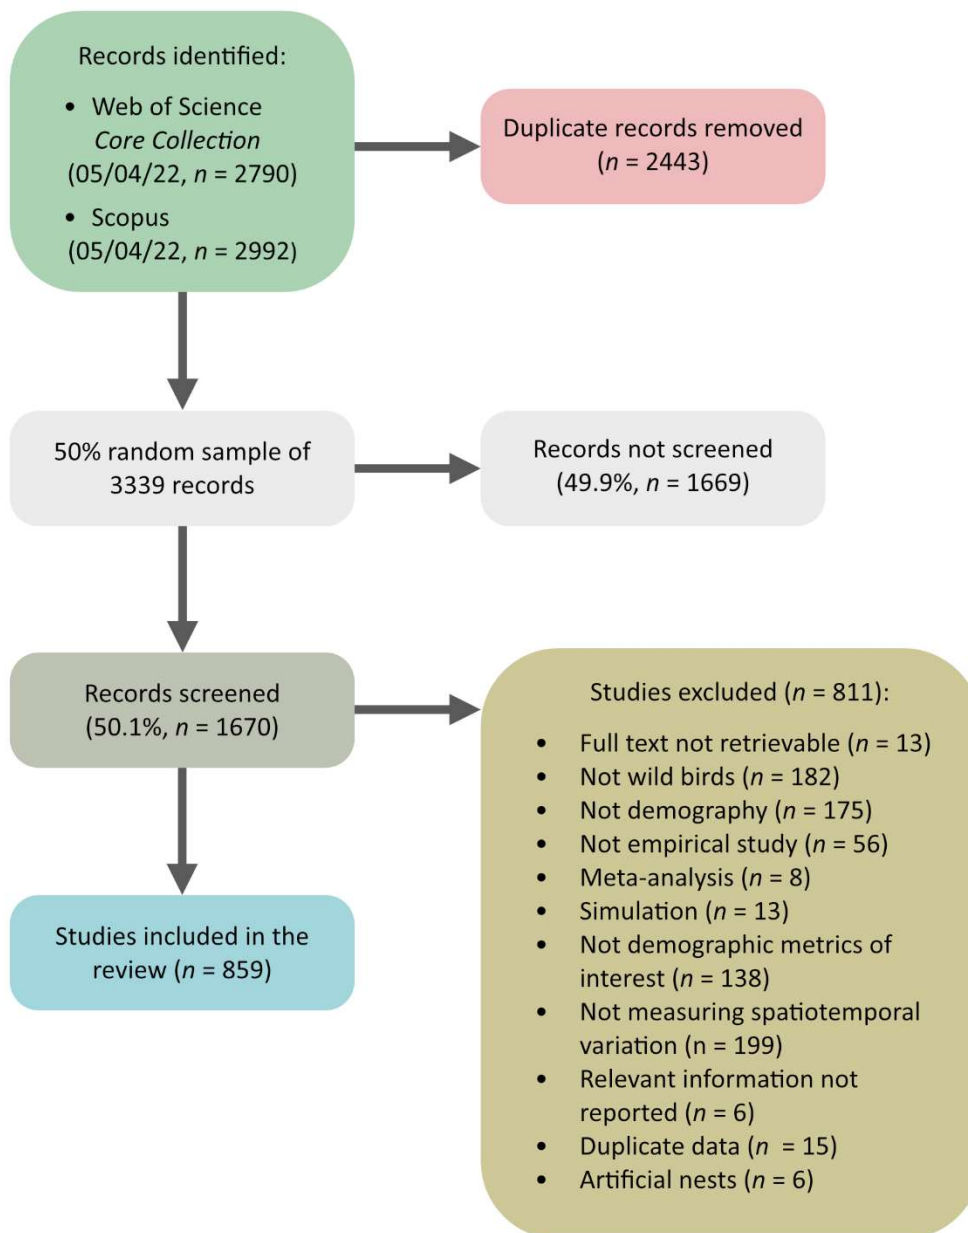 Records identified:
• Web of Science
Core Collection
(05/04/22, n = 2790)
• Scopus
(05/04/22, n = 2992)
Duplicate records removed
(n = 2443)
50% random sample of
3339 records
Records not screened
(49.9%, n = 1669)
Records screened
(50.1%, n = 1670)
Studies excluded (n = 811):
• Full text not retrievable (n = 13)
• Not wild birds (n = 182)
• Not demography (n = 175)
• Not empirical study (n = 56)
• Meta-analysis (n = 8)
• Simulation (n = 13)
• Not demographic metrics of
interest (n = 138)
• Not measuring spatiotemporal
variation (n = 199)
• Relevant information not
reported (n = 6)
• Duplicate data (n  = 15)
• Artificial nests (n = 6)
Studies included in the
review (n = 859)